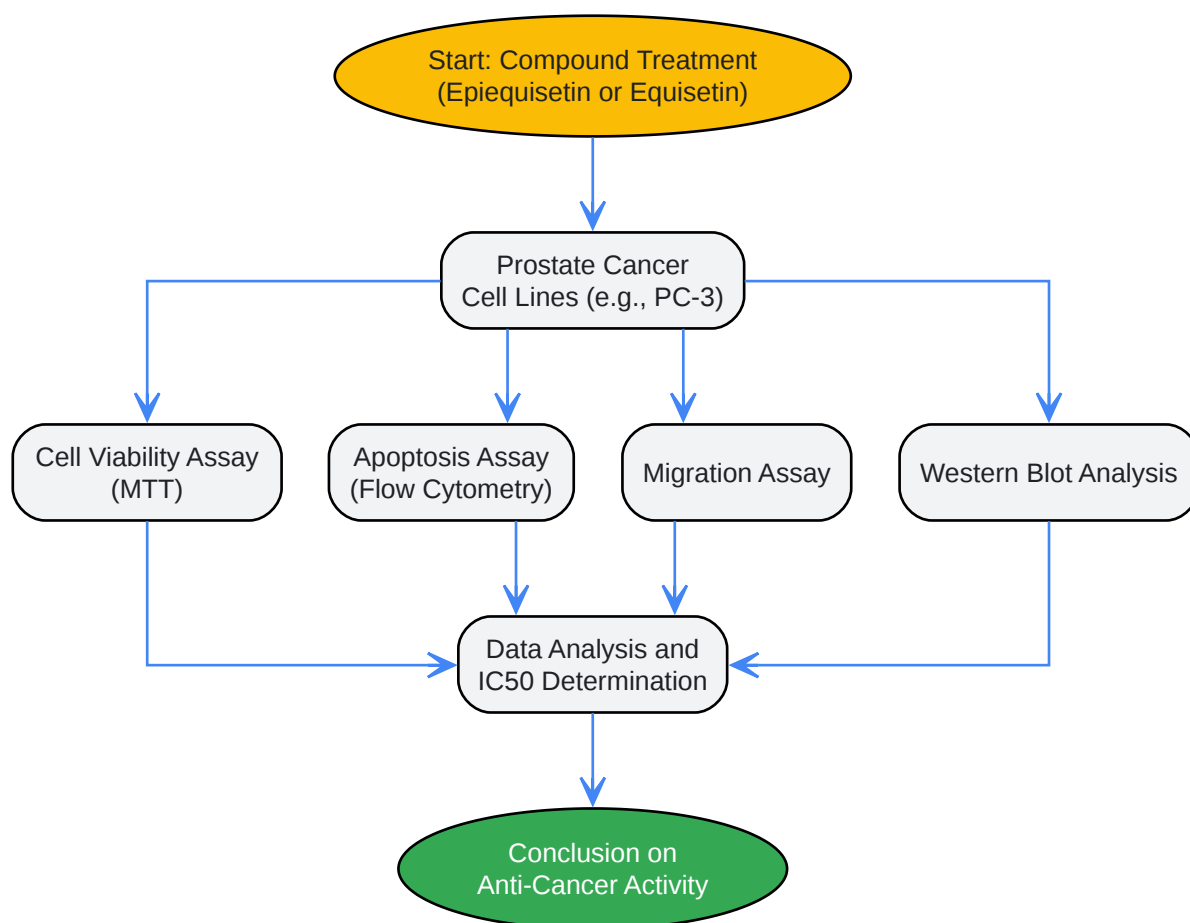 Start: Compound Treatment
(Epiequisetin or Equisetin)
Prostate Cancer
Cell Lines (e.g., PC-3)
Cell Viability Assay
(MTT)
Apoptosis Assay
(Flow Cytometry)
Migration Assay
Western Blot Analysis
Data Analysis and
IC50 Determination
Conclusion on
Anti-Cancer Activity